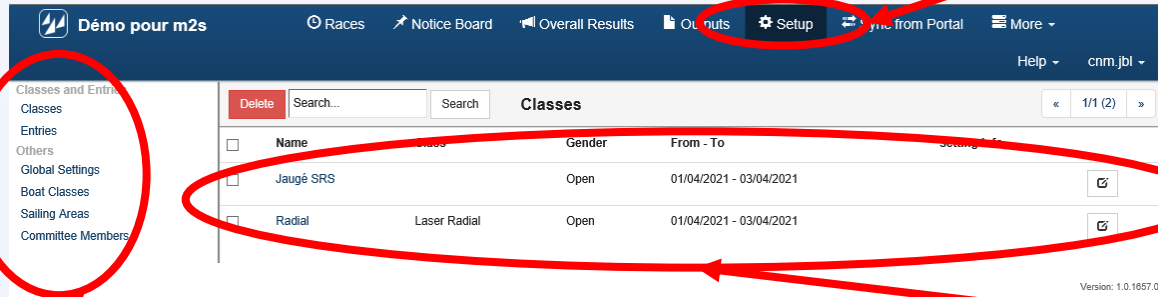 Démo pour m2s Races Notice Board Overall Results Outputs Setup Sync from Portal More
Help cnm.jbl
Classes and Entries
Classes
Entries
Others
Global Settings
Boat Classes
Sailing Areas
Committee Members
Delete Search... Search Classes « 1/1 (2) »
Name Class Gender From - To Setting Info
Jaugé SRS Open 01/04/2021 - 03/04/2021
Radial Laser Radial Open 01/04/2021 - 03/04/2021
Version: 1.0.1657.0